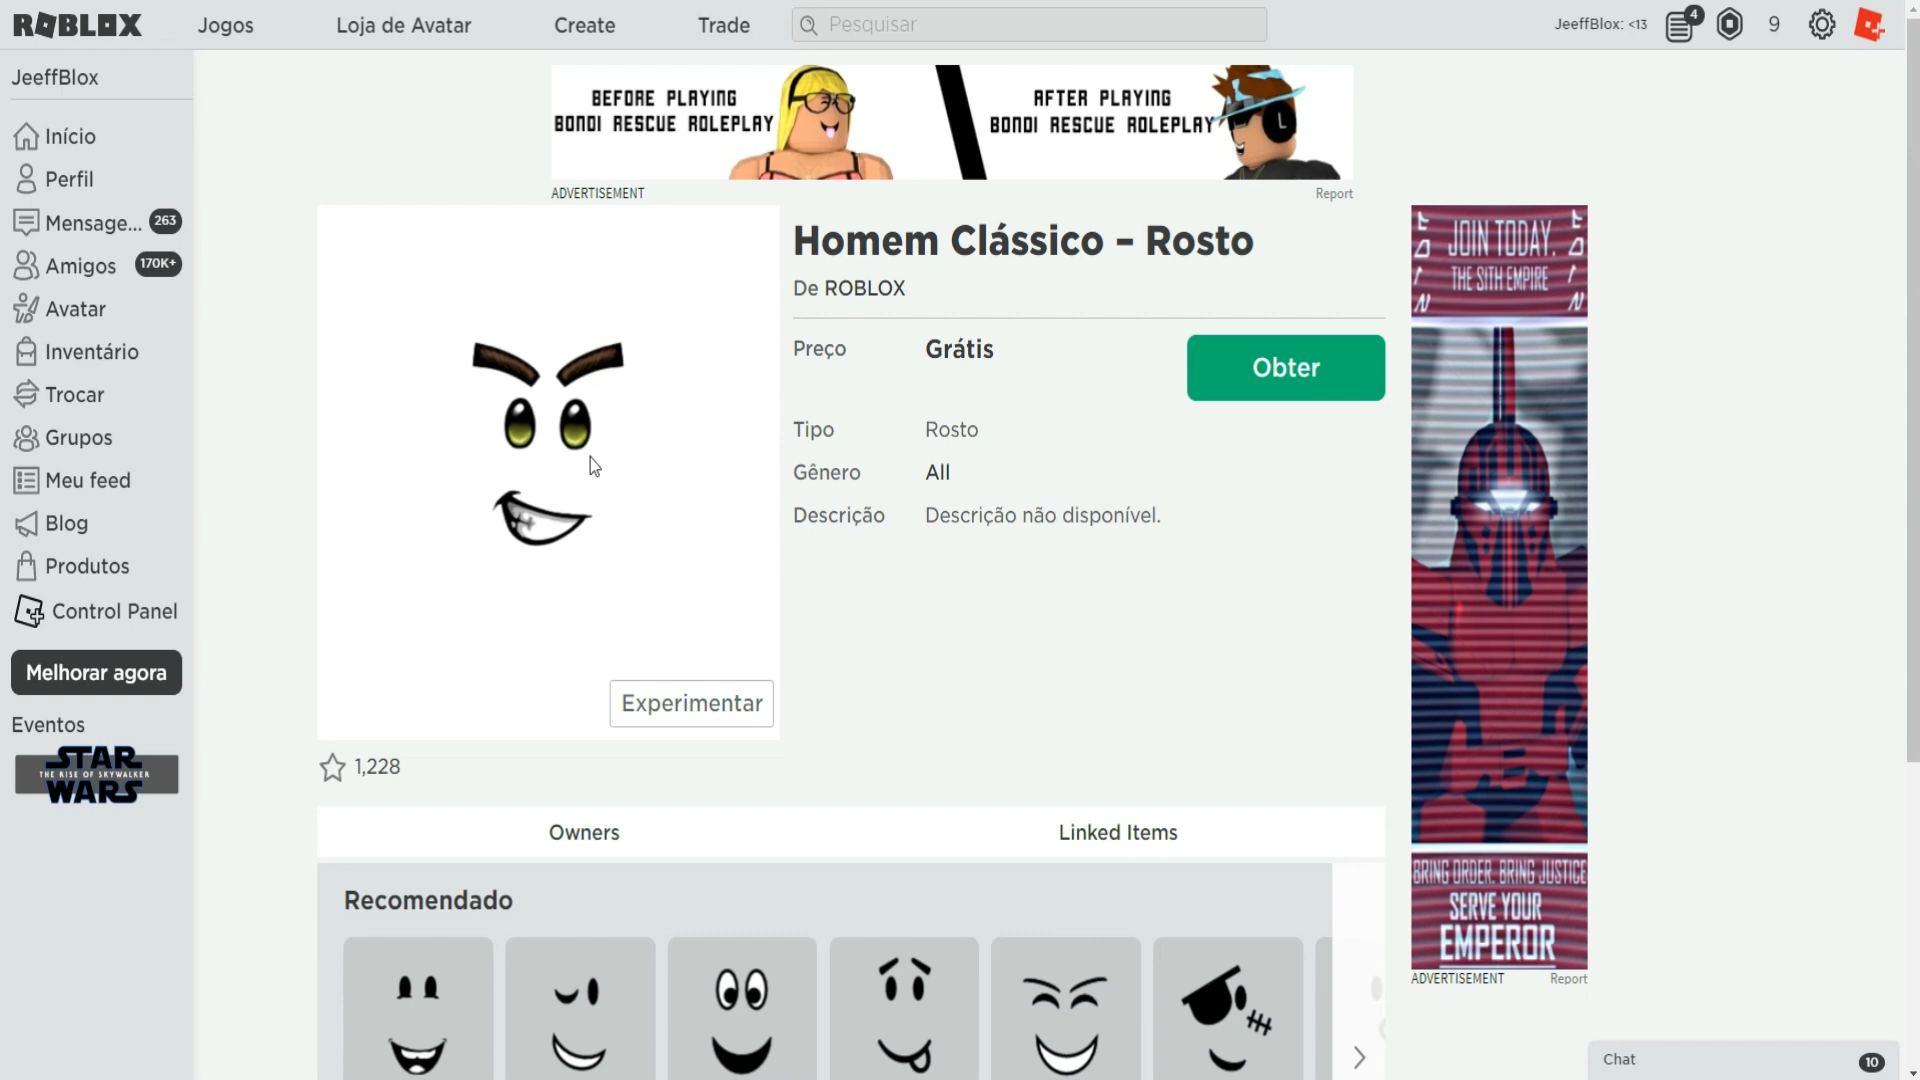 ROBLOX
Jogos
Loja de Avatar
Create
Trade
Pesquisar
JeeffBlox: <13
4
9
JeeffBlox
Início
Perfil
Mensage...
263
Amigos
170K+
Avatar
Inventário
Trocar
Grupos
Meu feed
Blog
Produtos
Control Panel
Melhorar agora
Eventos
STAR
THE RISE OF SKYWALKER
WARS
BEFORE PLAYING
BONDI RESCUE ROLEPLAY
AFTER PLAYING
BONDI RESCUE ROLEPLAY
L
ADVERTISEMENT
Report
Homem Clássico – Rosto
De ROBLOX
Preço
Grátis
Obter
Tipo
Rosto
Gênero
All
Descrição
Descrição não disponível.
Experimentar
1,228
Owners
Linked Items
Recomendado
JOIN TODAY.
THE SITH EMPIRE
BRING ORDER. BRING JUSTICE
SERVE YOUR
EMPEROR
ADVERTISEMENT
Report
Chat
10